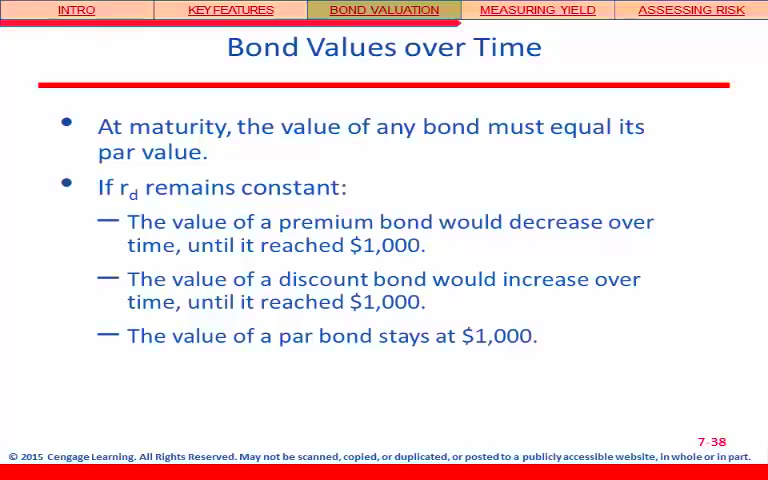 INTRO KEY FEATURES BOND VALUATION MEASURING YIELD ASSESSING RISK
Bond Values over Time
• At maturity, the value of any bond must equal its
par value.
• If rd remains constant:
— The value of a premium bond would decrease over
time, until it reached $1,000.
— The value of a discount bond would increase over
time, until it reached $1,000.
— The value of a par bond stays at $1,000.
7-38
© 2015 Cengage Learning. All Rights Reserved. May not be scanned, copied, or duplicated, or posted to a publicly accessible website, in whole or in part.